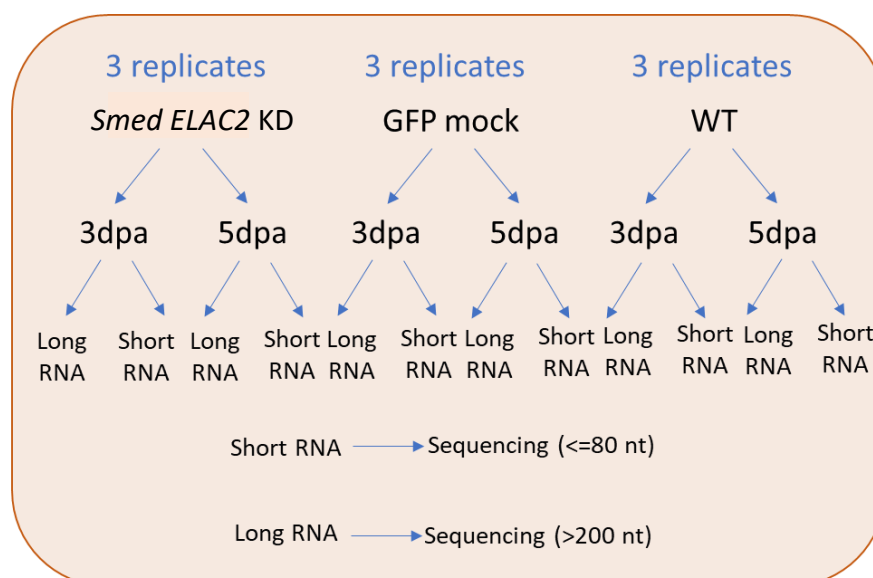 3 replicates 3 replicates 3 replicates
Smed ELAC2 KD GFP mock WT
3dpa 5dpa 3dpa 5dpa 3dpa 5dpa
Long Short Long Short Long Short Long Short Long Short Long Short
RNA RNA RNA RNA RNA RNA RNA RNA RNA RNA RNA RNA
Short RNA Sequencing (<=80 nt)
Long RNA Sequencing (>200 nt)